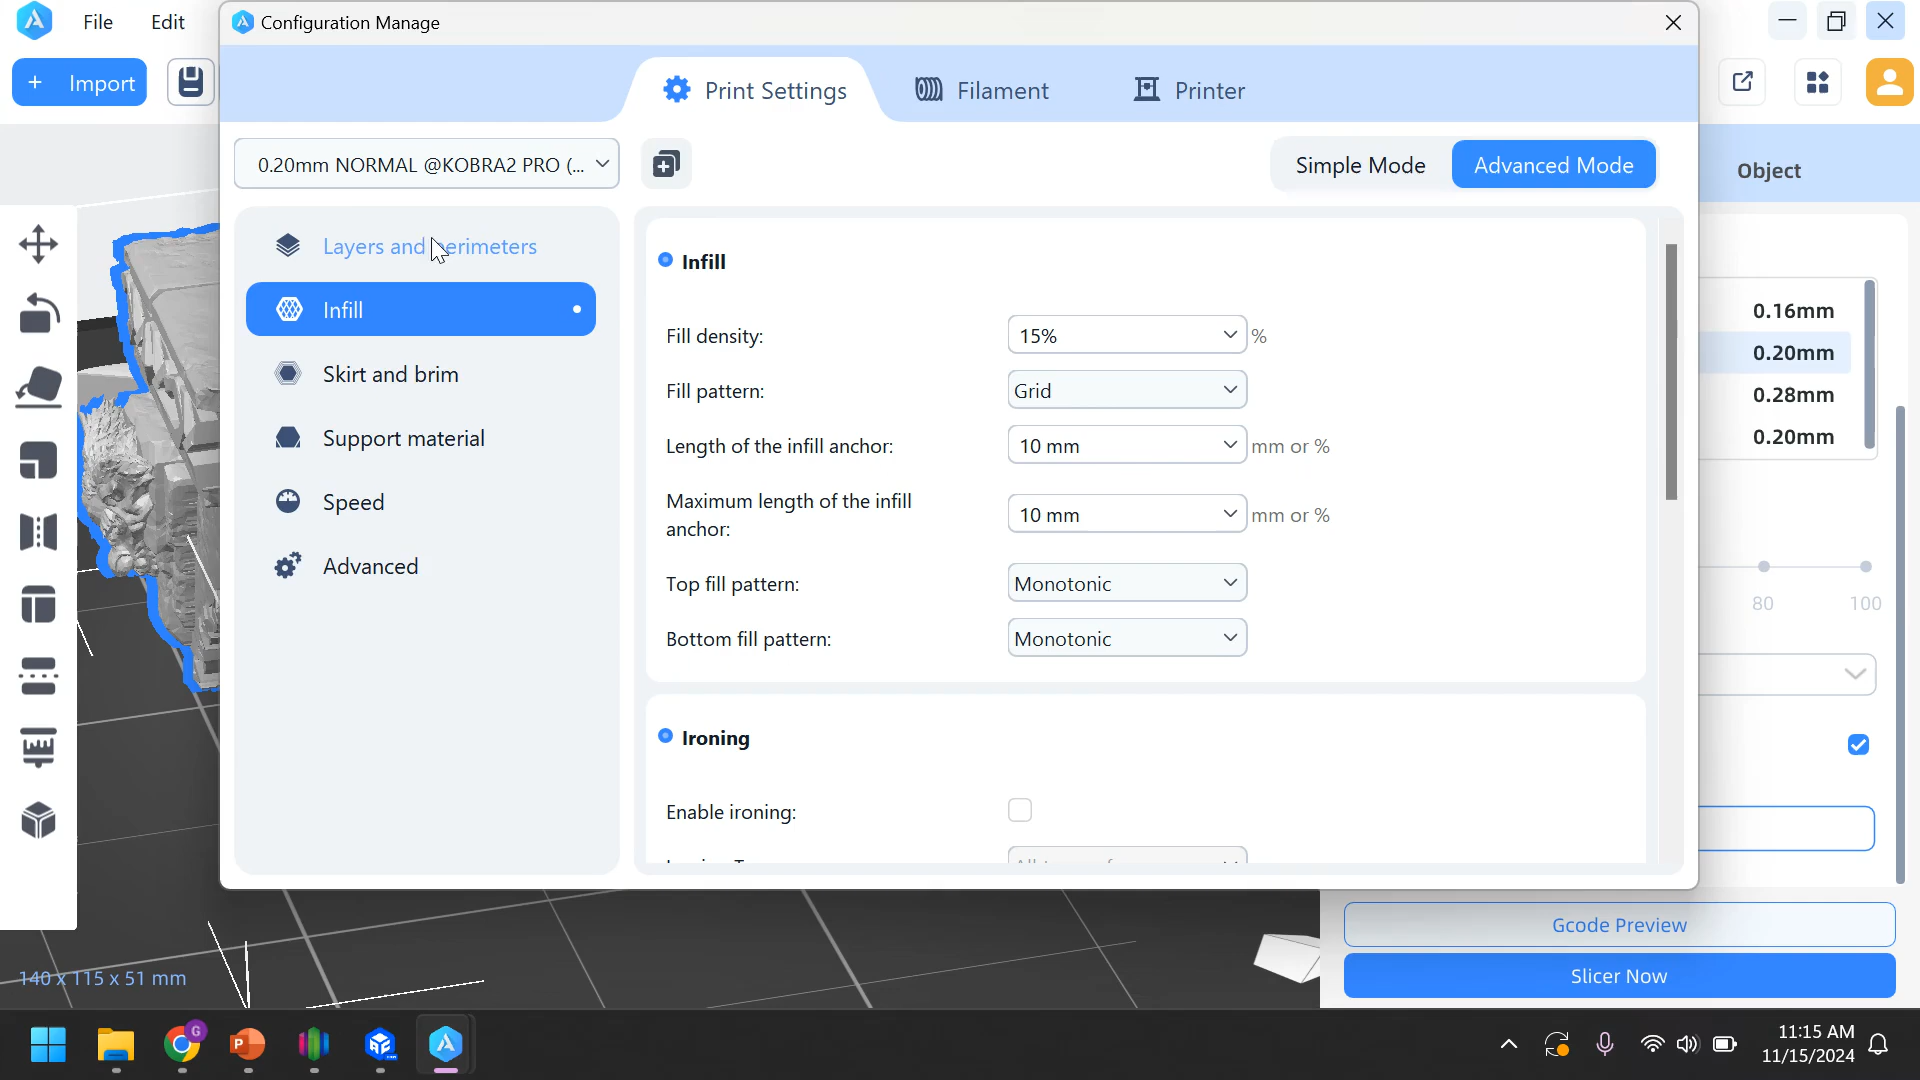 File Edit
Configuration Manage
+ Import
Print Settings
Filament
Printer
0.20mm NORMAL @KOBRA2 PRO (...
Simple Mode
Advanced Mode
Object
Layers and perimeters
Infill
Skirt and brim
Support material
Speed
Advanced
Infill
Fill density: 15% %
Fill pattern: Grid
Length of the infill anchor: 10 mm mm or %
Maximum length of the infill
anchor: 10 mm mm or %
Top fill pattern: Monotonic
Bottom fill pattern: Monotonic
Ironing
Enable ironing:
0.16mm
0.20mm
0.28mm
0.20mm
80 100
Gcode Preview
Slicer Now
140 x 115 x 51 mm
G
P
11:15 AM
11/15/2024